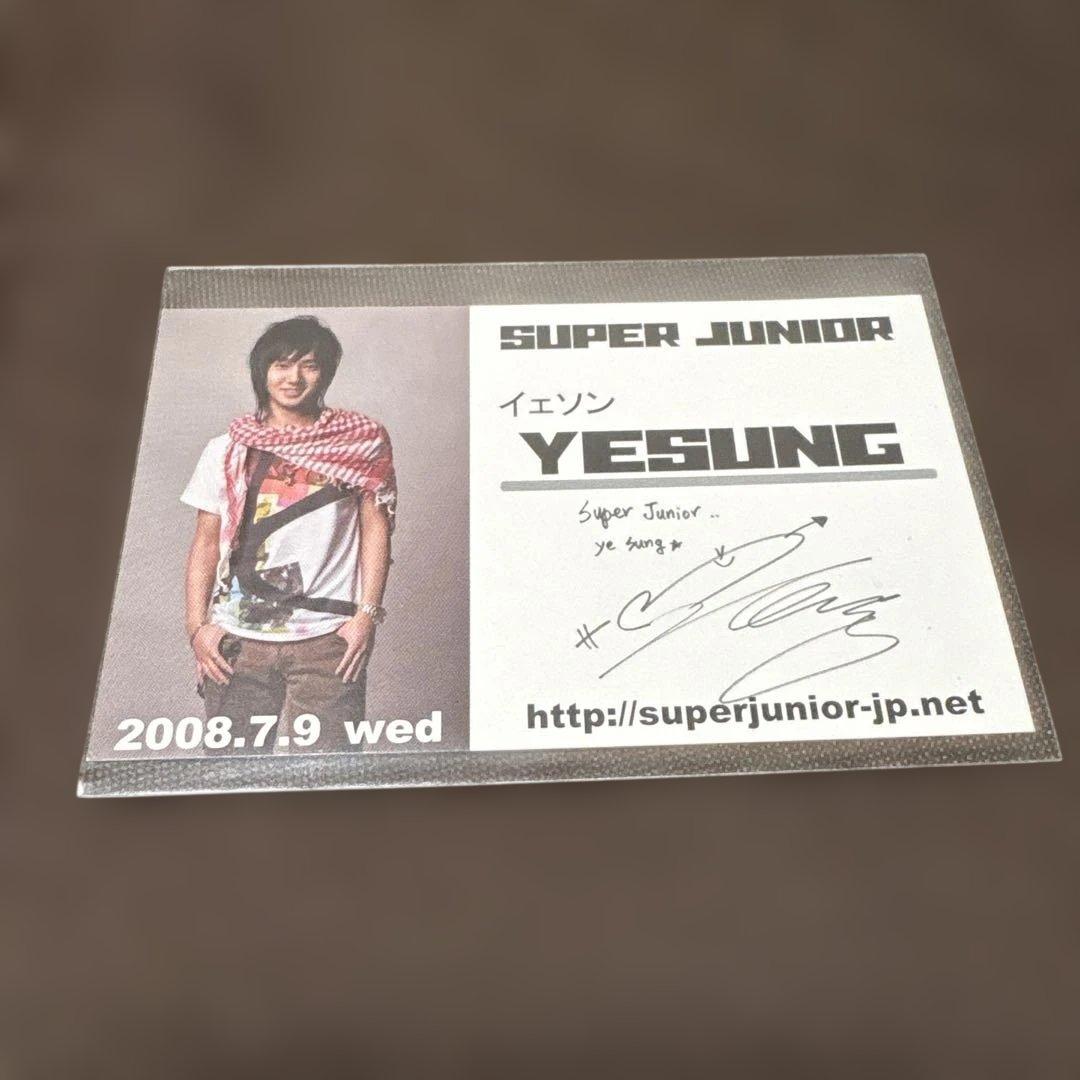 SUPER JUNIOR
イェソン
YESUNG
Super Junior ..
ye sung★
http://superjunior-jp.net
2008.7.9 wed